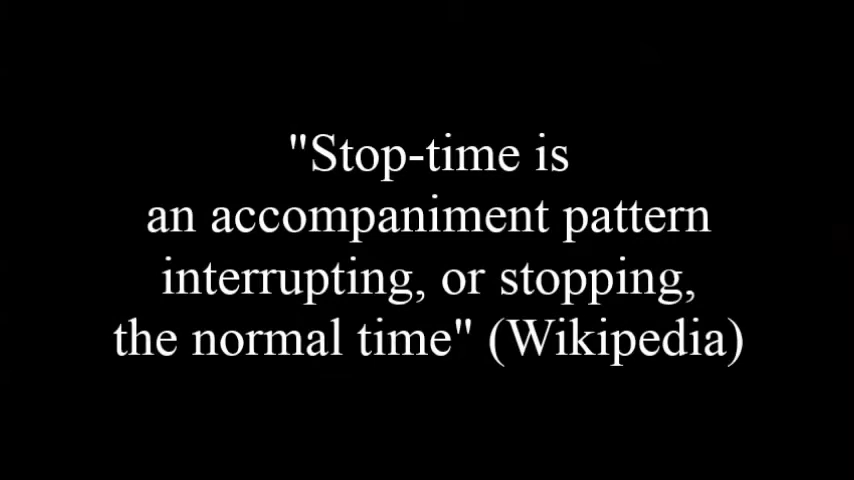 "Stop-time is
an accompaniment pattern
interrupting, or stopping,
the normal time" (Wikipedia)